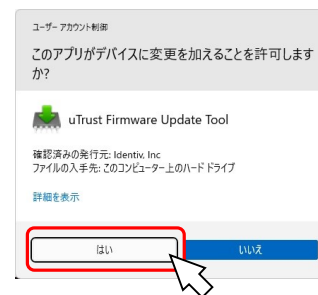 ユーザー アカウント制御
このアプリがデバイスに変更を加えることを許可します
か?
uTrust Firmware Update Tool
確認済みの発行元: Identiv, Inc
ファイルの入手先: このコンピューター上のハード ドライブ
詳細を表示
はい
いいえ